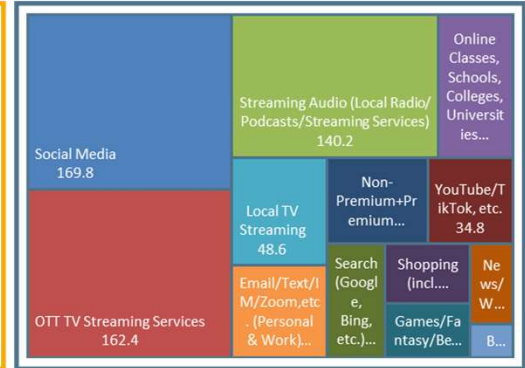 Social Media
169.8
OTT TV Streaming Services
162.4
Streaming Audio (Local Radio/
Podcasts/Streaming Services)
140.2
Online
Classes,
Schools,
Colleges,
Universit
ies...
Local TV
Streaming
48.6
Email/Text/I
M/Zoom,etc
. (Personal
& Work)...
Non-
Premium+Pr
emium...
YouTube/T
ikTok, etc.
34.8
Search
(Googl
e,
Bing,
etc.)...
Shopping
(incl....
Games/Fa
ntasy/Be...
Ne
ws/
W...
B...